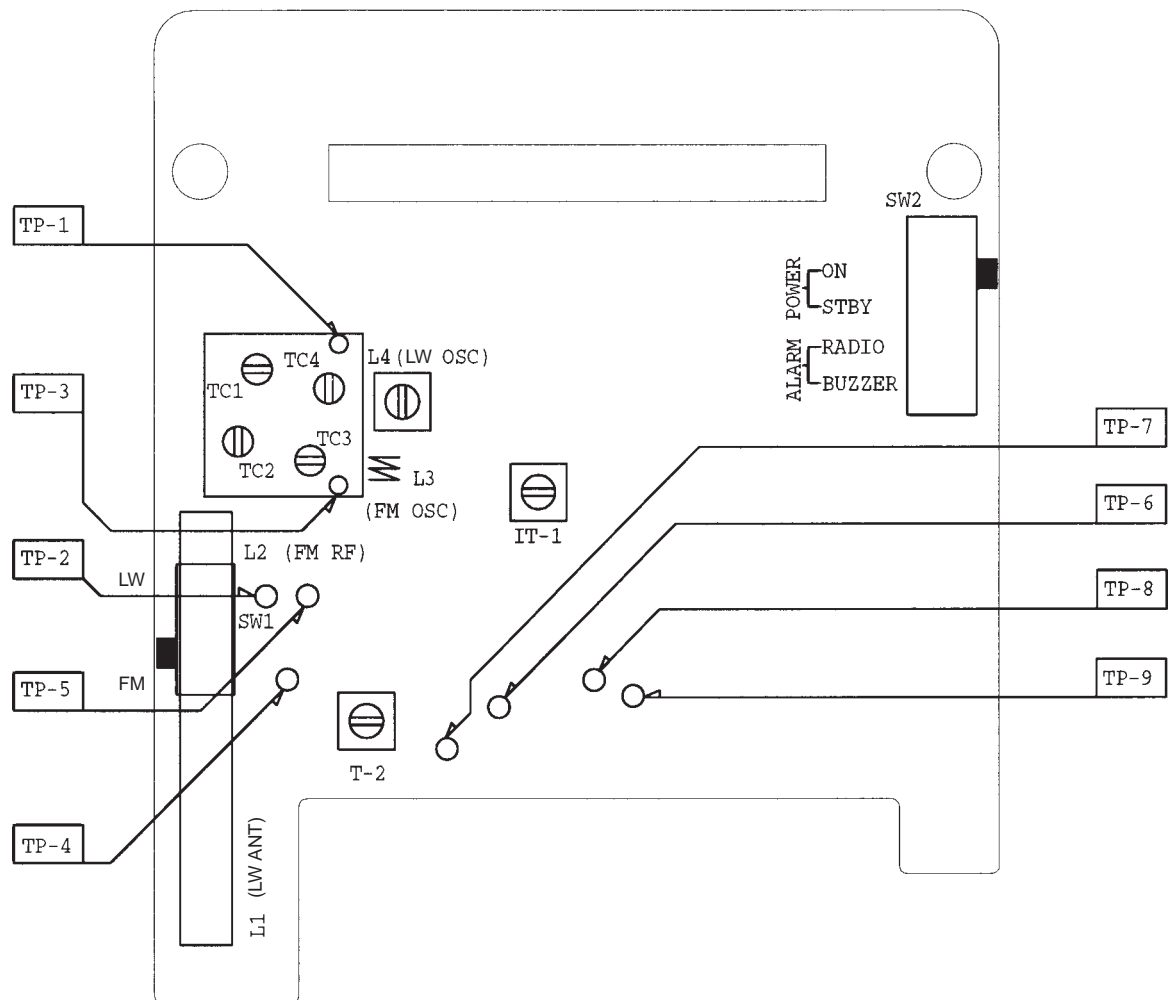 SW2
TP-1
POWER
ON
STBY
ALARM
RADIO
BUZZER
TC4
L4 (LW OSC)
TC1
TP-3
TC3
TC2
L3
(FM OSC)
TP-7
TP-6
IT-1
L2 (FM RF)
TP-2
LW
SW1
TP-8
TP-5
FM
TP-9
T-2
TP-4
L1 (LW ANT)